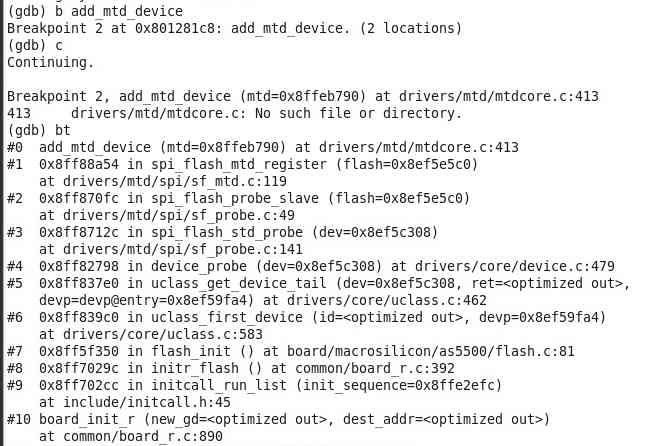 (gdb) b add_mtd_device
Breakpoint 2 at 0x801281c8: add_mtd_device. (2 locations)
(gdb) c
Continuing.

Breakpoint 2, add_mtd_device (mtd=0x8ffeb790) at drivers/mtd/mtdcore.c:413
413     drivers/mtd/mtdcore.c: No such file or directory.
(gdb) bt
#0  add_mtd_device (mtd=0x8ffeb790) at drivers/mtd/mtdcore.c:413
#1  0x8ff88a54 in spi_flash_mtd_register (flash=0x8ef5e5c0)
    at drivers/mtd/spi/sf_mtd.c:119
#2  0x8ff870fc in spi_flash_probe_slave (flash=0x8ef5e5c0)
    at drivers/mtd/spi/sf_probe.c:49
#3  0x8ff8712c in spi_flash_std_probe (dev=0x8ef5c308)
    at drivers/mtd/spi/sf_probe.c:141
#4  0x8ff82798 in device_probe (dev=0x8ef5c308) at drivers/core/device.c:479
#5  0x8ff837e0 in uclass_get_device_tail (dev=0x8ef5c308, ret=<optimized out>,
    devp=devp@entry=0x8ef59fa4) at drivers/core/uclass.c:462
#6  0x8ff839c0 in uclass_first_device (id=<optimized out>, devp=0x8ef59fa4)
    at drivers/core/uclass.c:583
#7  0x8ff5f350 in flash_init () at board/macrosilicon/as5500/flash.c:81
#8  0x8ff7029c in initr_flash () at common/board_r.c:392
#9  0x8ff702cc in initcall_run_list (init_sequence=0x8ffe2efc)
    at include/initcall.h:45
#10 board_init_r (new_gd=<optimized out>, dest_addr=<optimized out>)
    at common/board_r.c:890